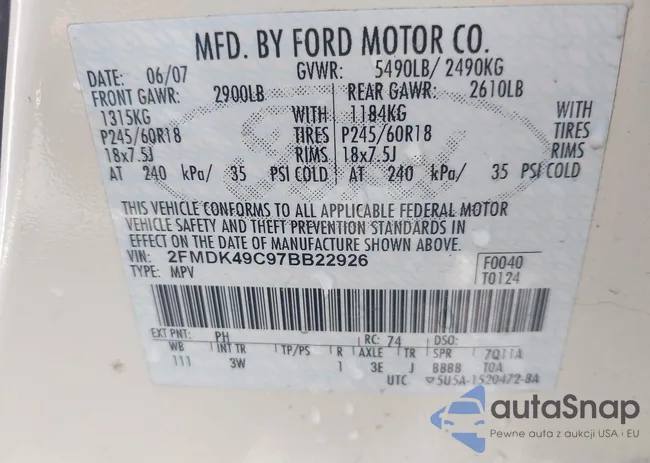 MFD. BY FORD MOTOR CO.
DATE: 06/07 GVWR: 5490LB/ 2490KG
FRONT GAWR: 2900LB REAR GAWR: 2610LB
1315KG WITH 1184KG WITH
P245/60R18 TIRES P245/60R18 TIRES
18x7.5J RIMS 18x7.5J RIMS
AT 240 kPa/ 35 PSI COLD AT 240 kPa/ 35 PSI COLD
THIS VEHICLE CONFORMS TO ALL APPLICABLE FEDERAL MOTOR
VEHICLE SAFETY AND THEFT PREVENTION STANDARDS IN
EFFECT ON THE DATE OF MANUFACTURE SHOWN ABOVE.
VIN: 2FMDK49C97BB22926 F0040
TYPE: MPV T0124
EXT PNT: PH RC: 74 DSO:
WB INT TR TP/PS R AXLE TR SPR 7Q11A
111 3W 1 3E J BBBB TOA
UTC 5U5A-1520472-BA
autaSnap
Pewne auta z aukcji USA i EU